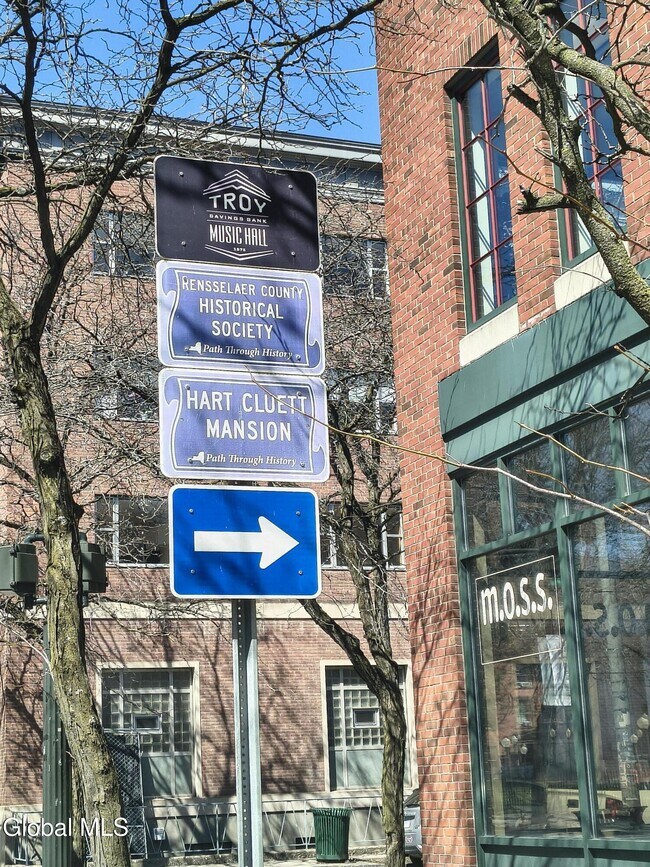 TROY
SAVINGS BANK
MUSIC HALL
1875
RENSSELAER COUNTY
HISTORICAL
SOCIETY
Path Through History
HART CLUETT
MANSION
Path Through History
m.o.s.s.
Global MLS